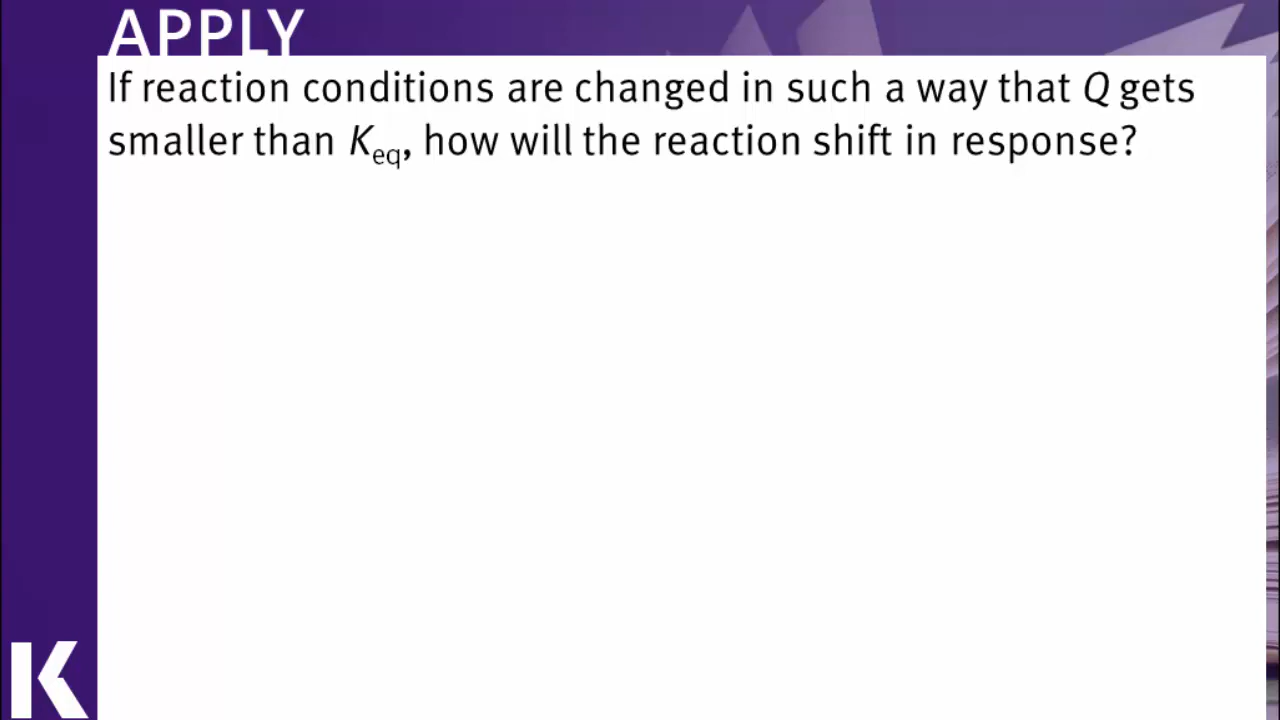 APPLY
If reaction conditions are changed in such a way that Q gets
smaller than Keq, how will the reaction shift in response?
K